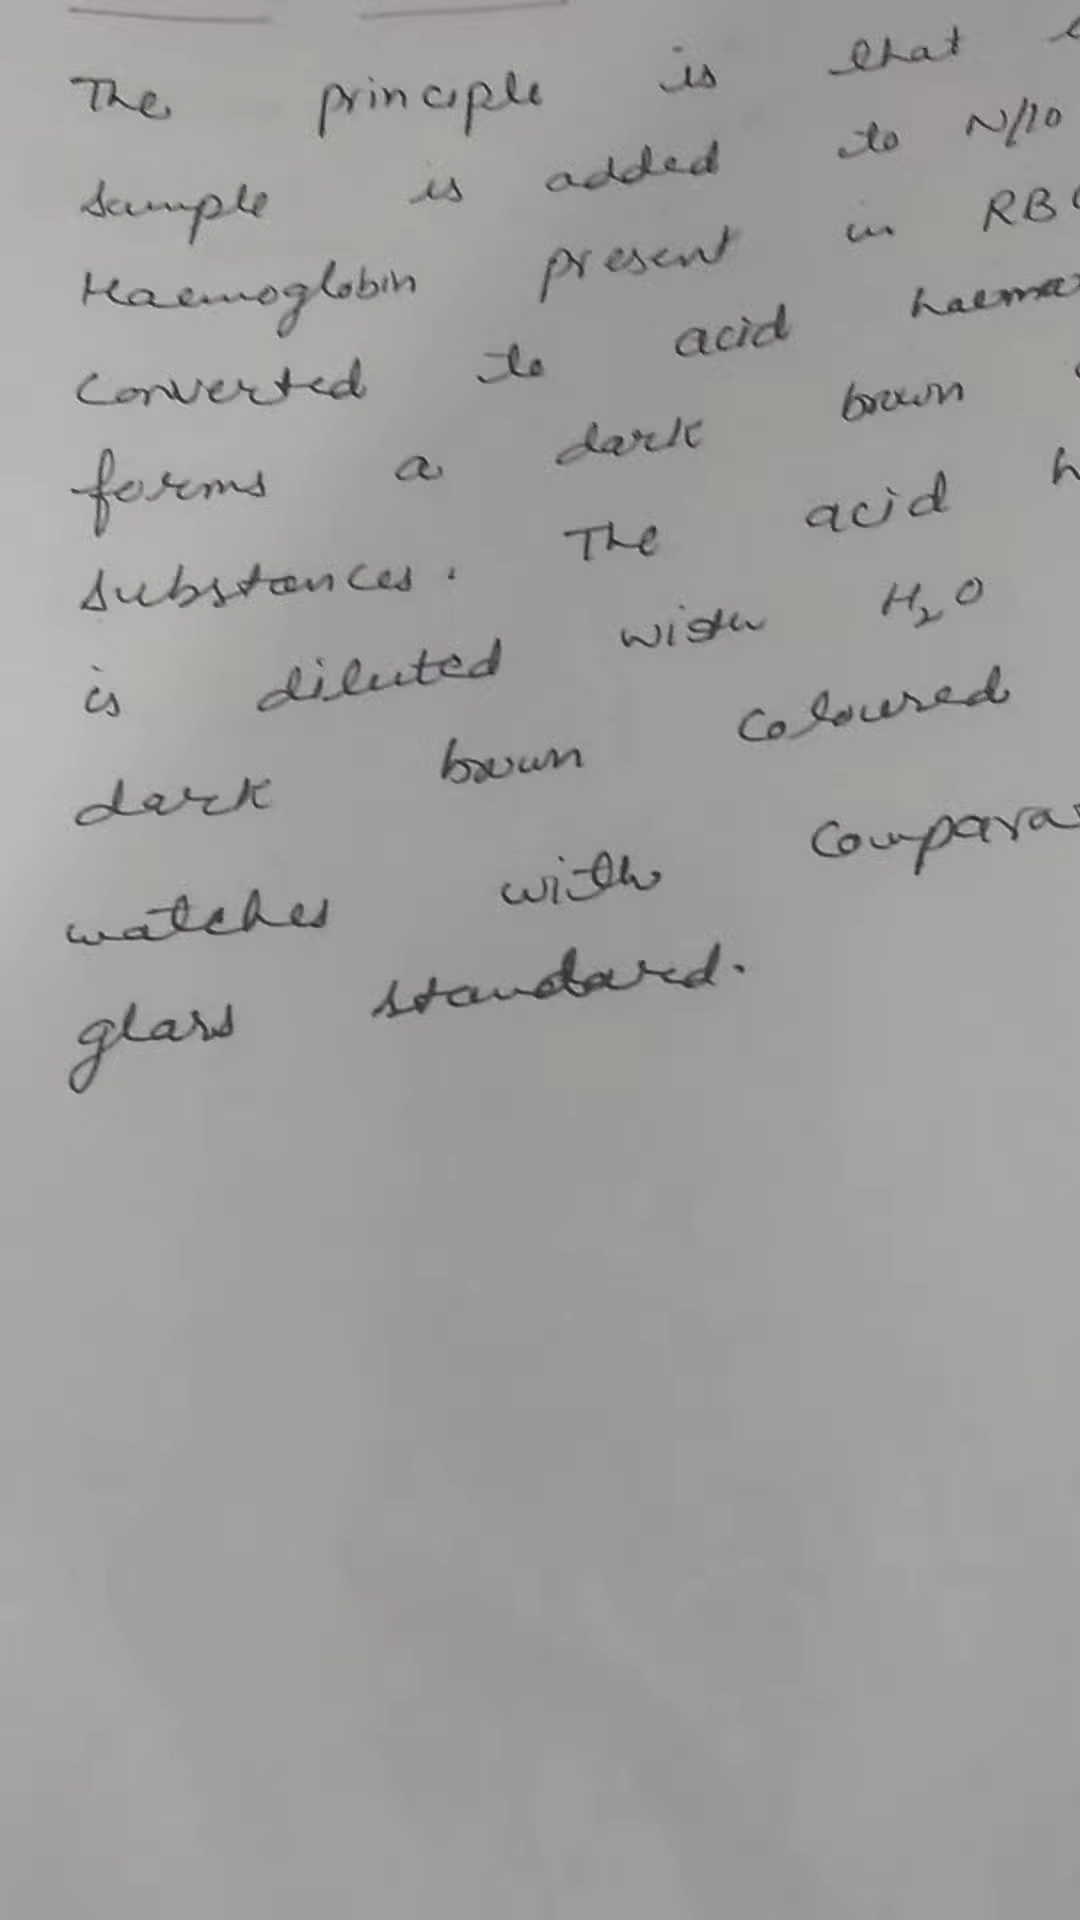 The principle is that
sample is added to N/10
Haemoglobin present in RBC
converted to acid haema
forms a dark brown
substances. The acid h
is diluted with H₂O
dark brown coloured
matches with compara
glass standard.